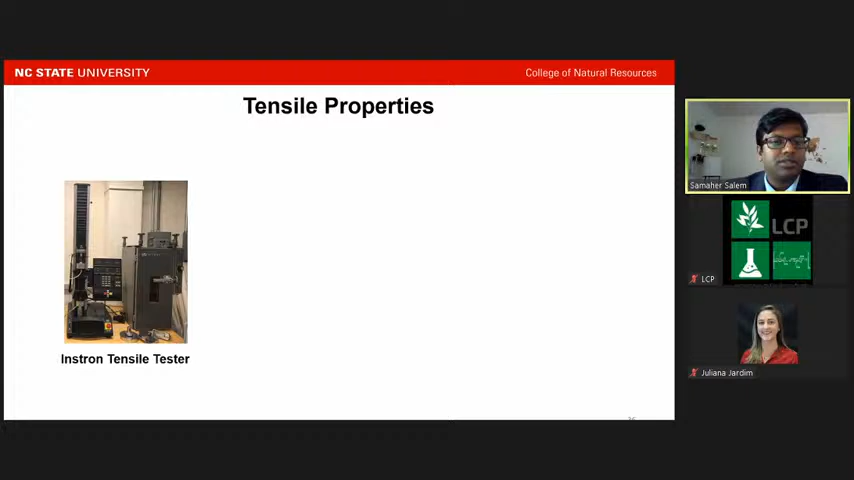 NC STATE UNIVERSITY
College of Natural Resources
Tensile Properties
Instron Tensile Tester
Samaher Salem
LCP
LCP
Juliana Jardim